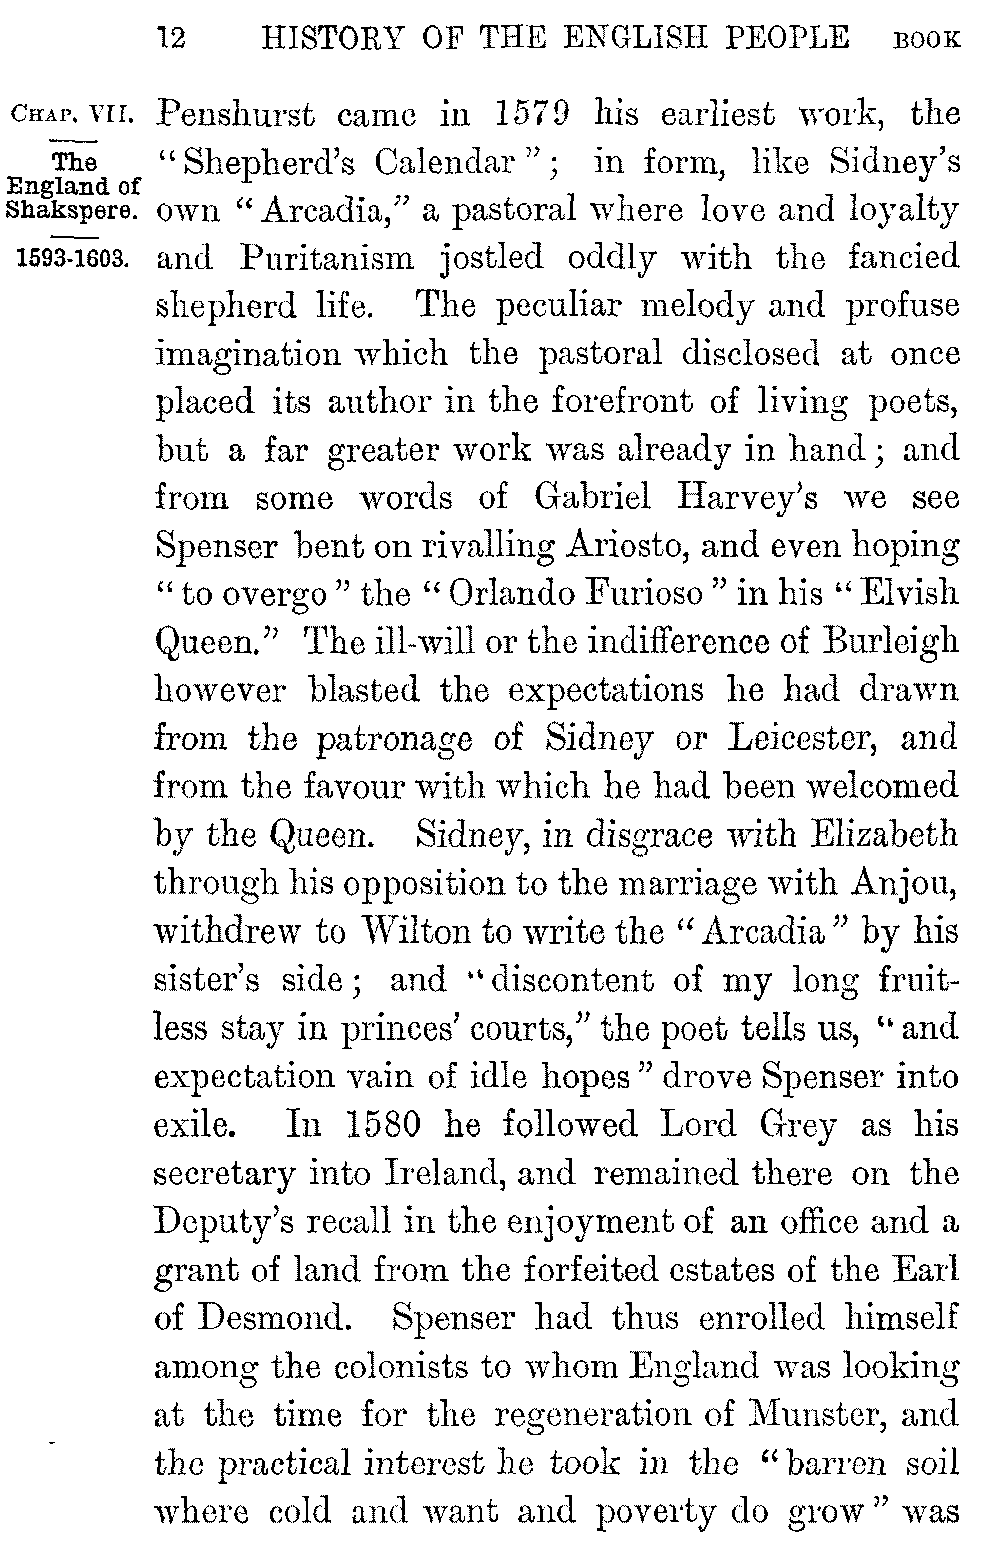 12 HISTORY OF THE ENGLISH PEOPLE BOOK
CHAP. VII.
The
England of
Shakspere.
1593-1603.
Penshurst came in 1579 his earliest work, the
“Shepherd’s Calendar”; in form, like Sidney’s
own “Arcadia,” a pastoral where love and loyalty
and Puritanism jostled oddly with the fancied
shepherd life. The peculiar melody and profuse
imagination which the pastoral disclosed at once
placed its author in the forefront of living poets,
but a far greater work was already in hand; and
from some words of Gabriel Harvey’s we see
Spenser bent on rivalling Ariosto, and even hoping
“to overgo” the “Orlando Furioso” in his “Elvish
Queen.” The ill-will or the indifference of Burleigh
however blasted the expectations he had drawn
from the patronage of Sidney or Leicester, and
from the favour with which he had been welcomed
by the Queen. Sidney, in disgrace with Elizabeth
through his opposition to the marriage with Anjou,
withdrew to Wilton to write the “Arcadia” by his
sister’s side; and “discontent of my long fruit-
less stay in princes’ courts,” the poet tells us, “and
expectation vain of idle hopes” drove Spenser into
exile. In 1580 he followed Lord Grey as his
secretary into Ireland, and remained there on the
Deputy’s recall in the enjoyment of an office and a
grant of land from the forfeited estates of the Earl
of Desmond. Spenser had thus enrolled himself
among the colonists to whom England was looking
at the time for the regeneration of Munster, and
the practical interest he took in the “barren soil
where cold and want and poverty do grow” was